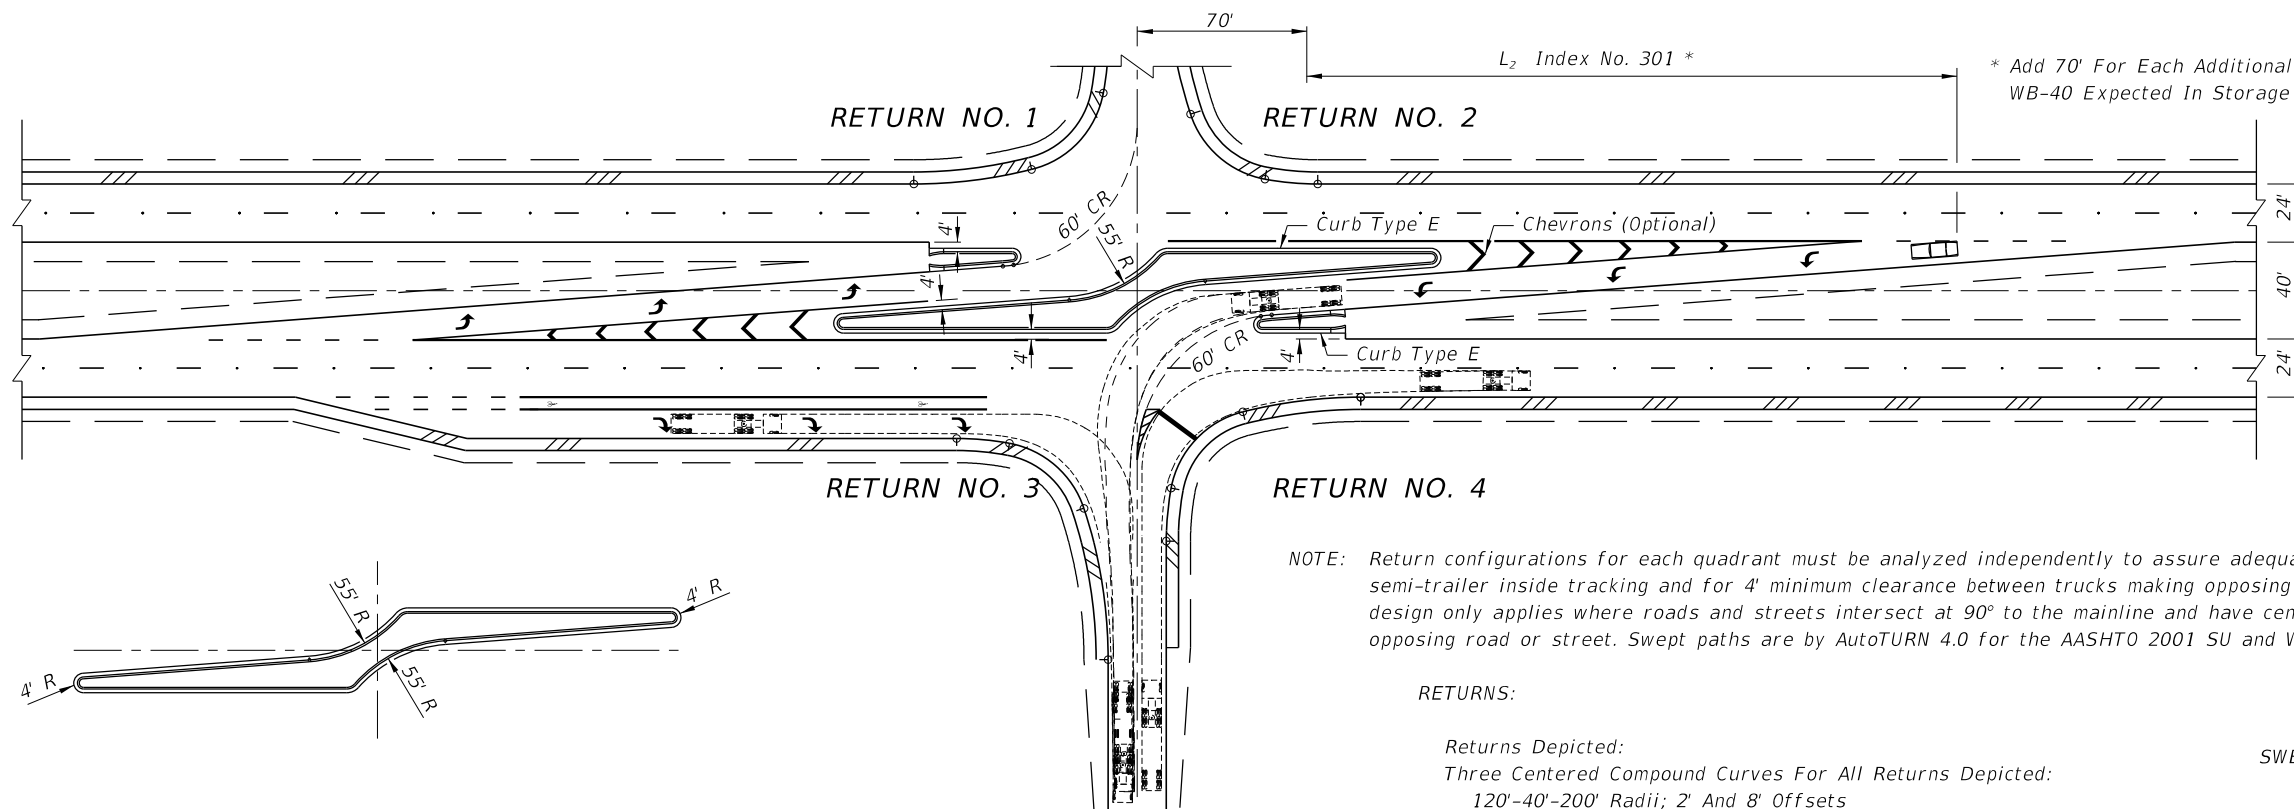 70'
L₂ Index No. 301 *
* Add 70' For Each Additional
WB-40 Expected In Storage
RETURN NO. 1
RETURN NO. 2
24'
4'
60' CR
55' R
Curb Type E
Chevrons (Optional)
4'
40'
4'
60' CR
4'
Curb Type E
24'
RETURN NO. 3
RETURN NO. 4
NOTE: Return configurations for each quadrant must be analyzed independently to assure
semi-trailer inside tracking and for 4' minimum clearance between trucks making opposing
design only applies where roads and streets intersect at 90° to the mainline and have
opposing road or street. Swept paths are by AutoTURN 4.0 for the AASHTO 2001 SU and
55' R
4' R
4' R
55' R
RETURNS:
Returns Depicted:
Three Centered Compound Curves For All Returns Depicted:
120'-40'-200' Radii; 2' And 8' Offsets